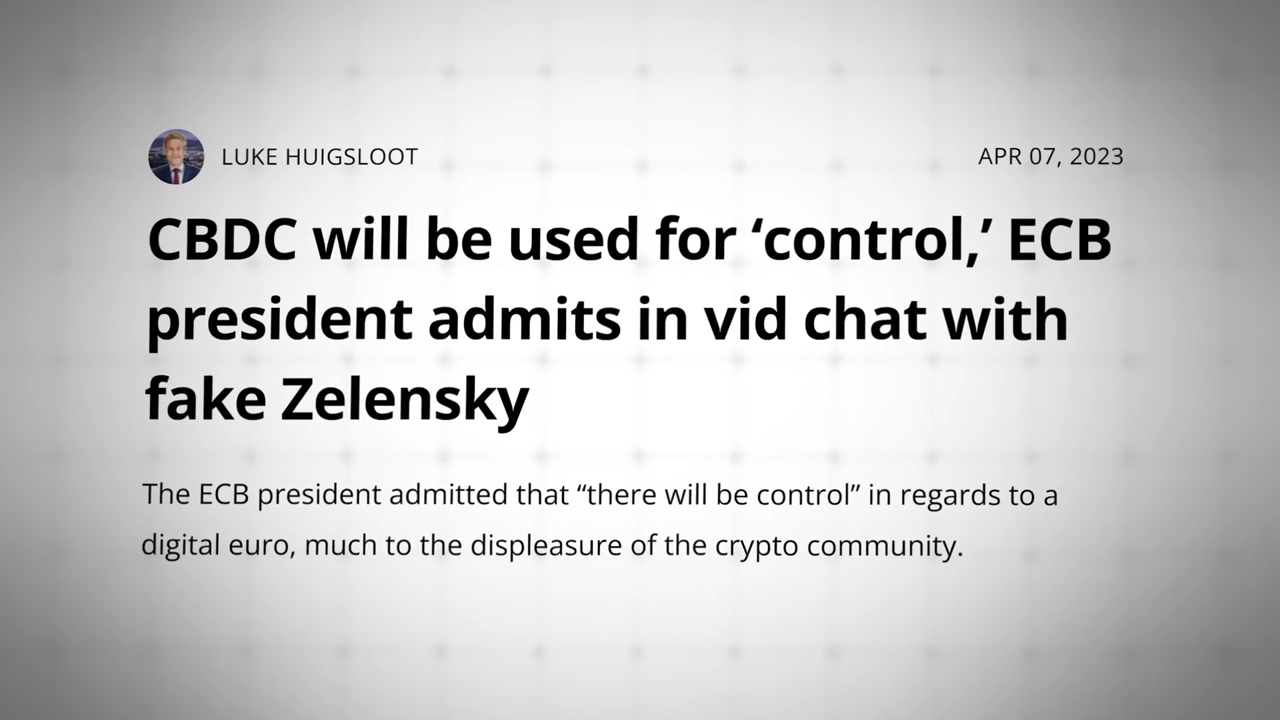 LUKE HUIGSLOOT
APR 07, 2023
CBDC will be used for ‘control,’ ECB
president admits in vid chat with
fake Zelensky
The ECB president admitted that “there will be control” in regards to a
digital euro, much to the displeasure of the crypto community.